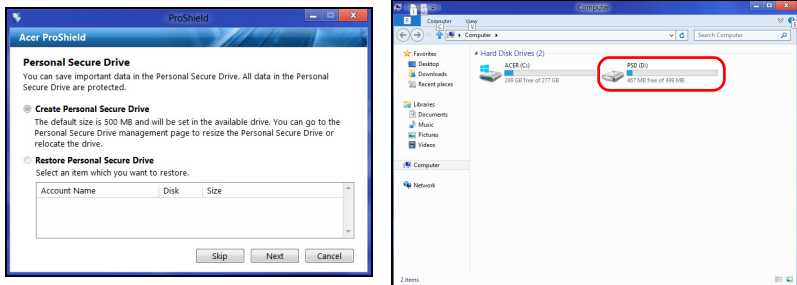 ProShield
Acer ProShield
Personal Secure Drive
You can save important data in the Personal Secure Drive. All data in the Personal
Secure Drive are protected.
Create Personal Secure Drive
The default size is 500 MB and will be set in the available drive. You can go to the
Personal Secure Drive management page to resize the Personal Secure Drive or
relocate the drive.
Restore Personal Secure Drive
Select an item which you want to restore.
Account Name Disk Size
Skip Next Cancel
Computer
F Computer View
C V E
Computer
Search Computer
Favorites
Desktop
Downloads
Recent places
Libraries
Documents
Music
Pictures
Videos
Computer
Network
Hard Disk Drives (2)
ACER (C:)
249 GB free of 277 GB
PSD (D:)
467 MB free of 499 MB
2 items